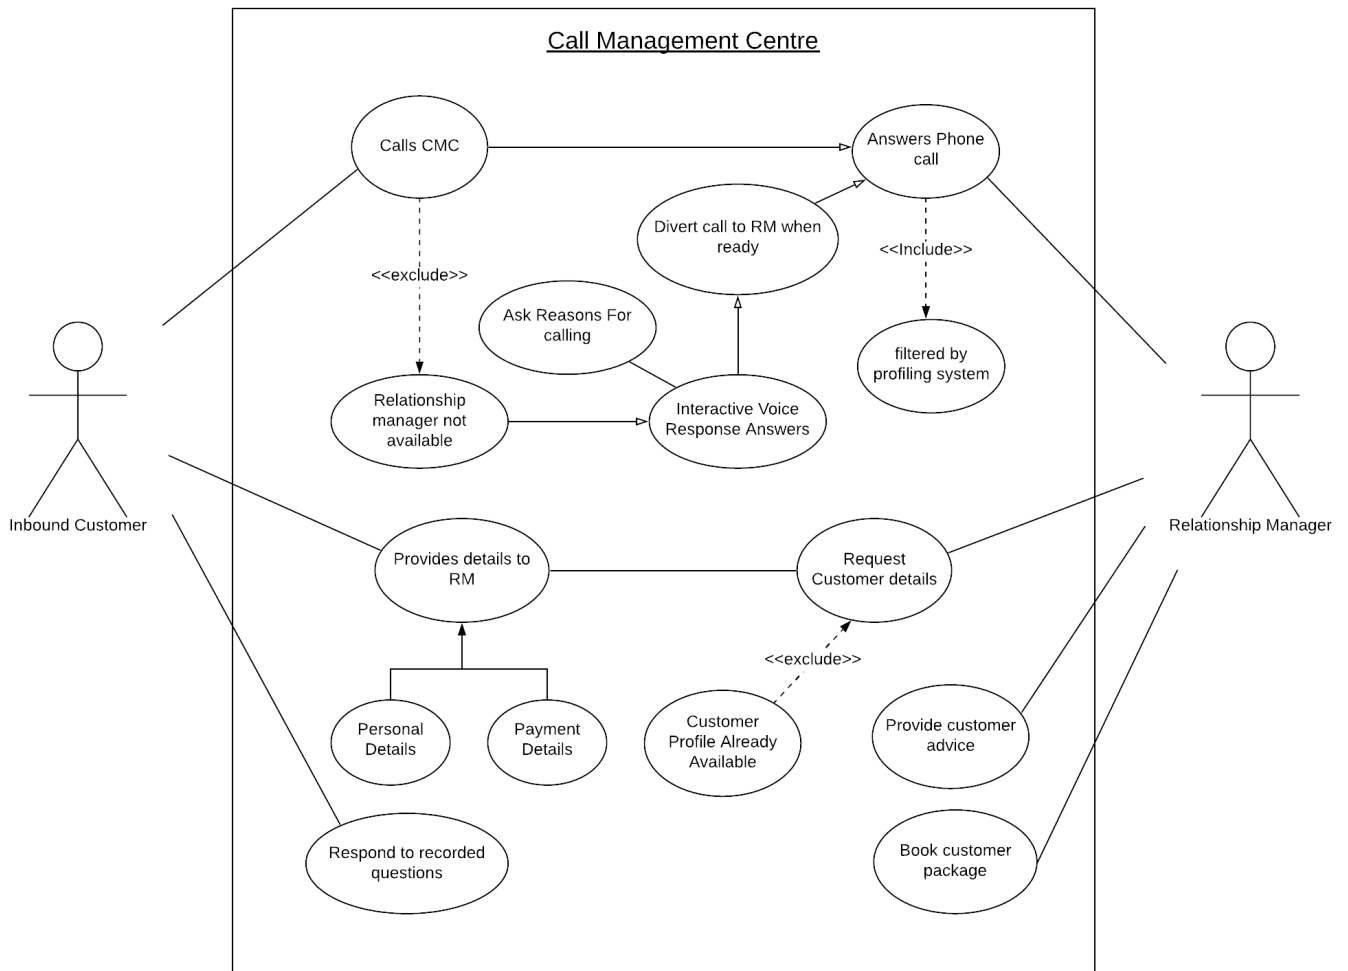 Call Management Centre
Calls CMC
Answers Phone
call
Divert call to RM when
ready
<<Include>>
<<exclude>>
Ask Reasons For
calling
filtered by
profiling system
Relationship
manager not
available
Interactive Voice
Response Answers
Inbound Customer
Relationship Manager
Provides details to
RM
Request
Customer details
<<exclude>>
Personal
Details
Payment
Details
Customer
Profile Already
Available
Provide customer
advice
Respond to recorded
questions
Book customer
package